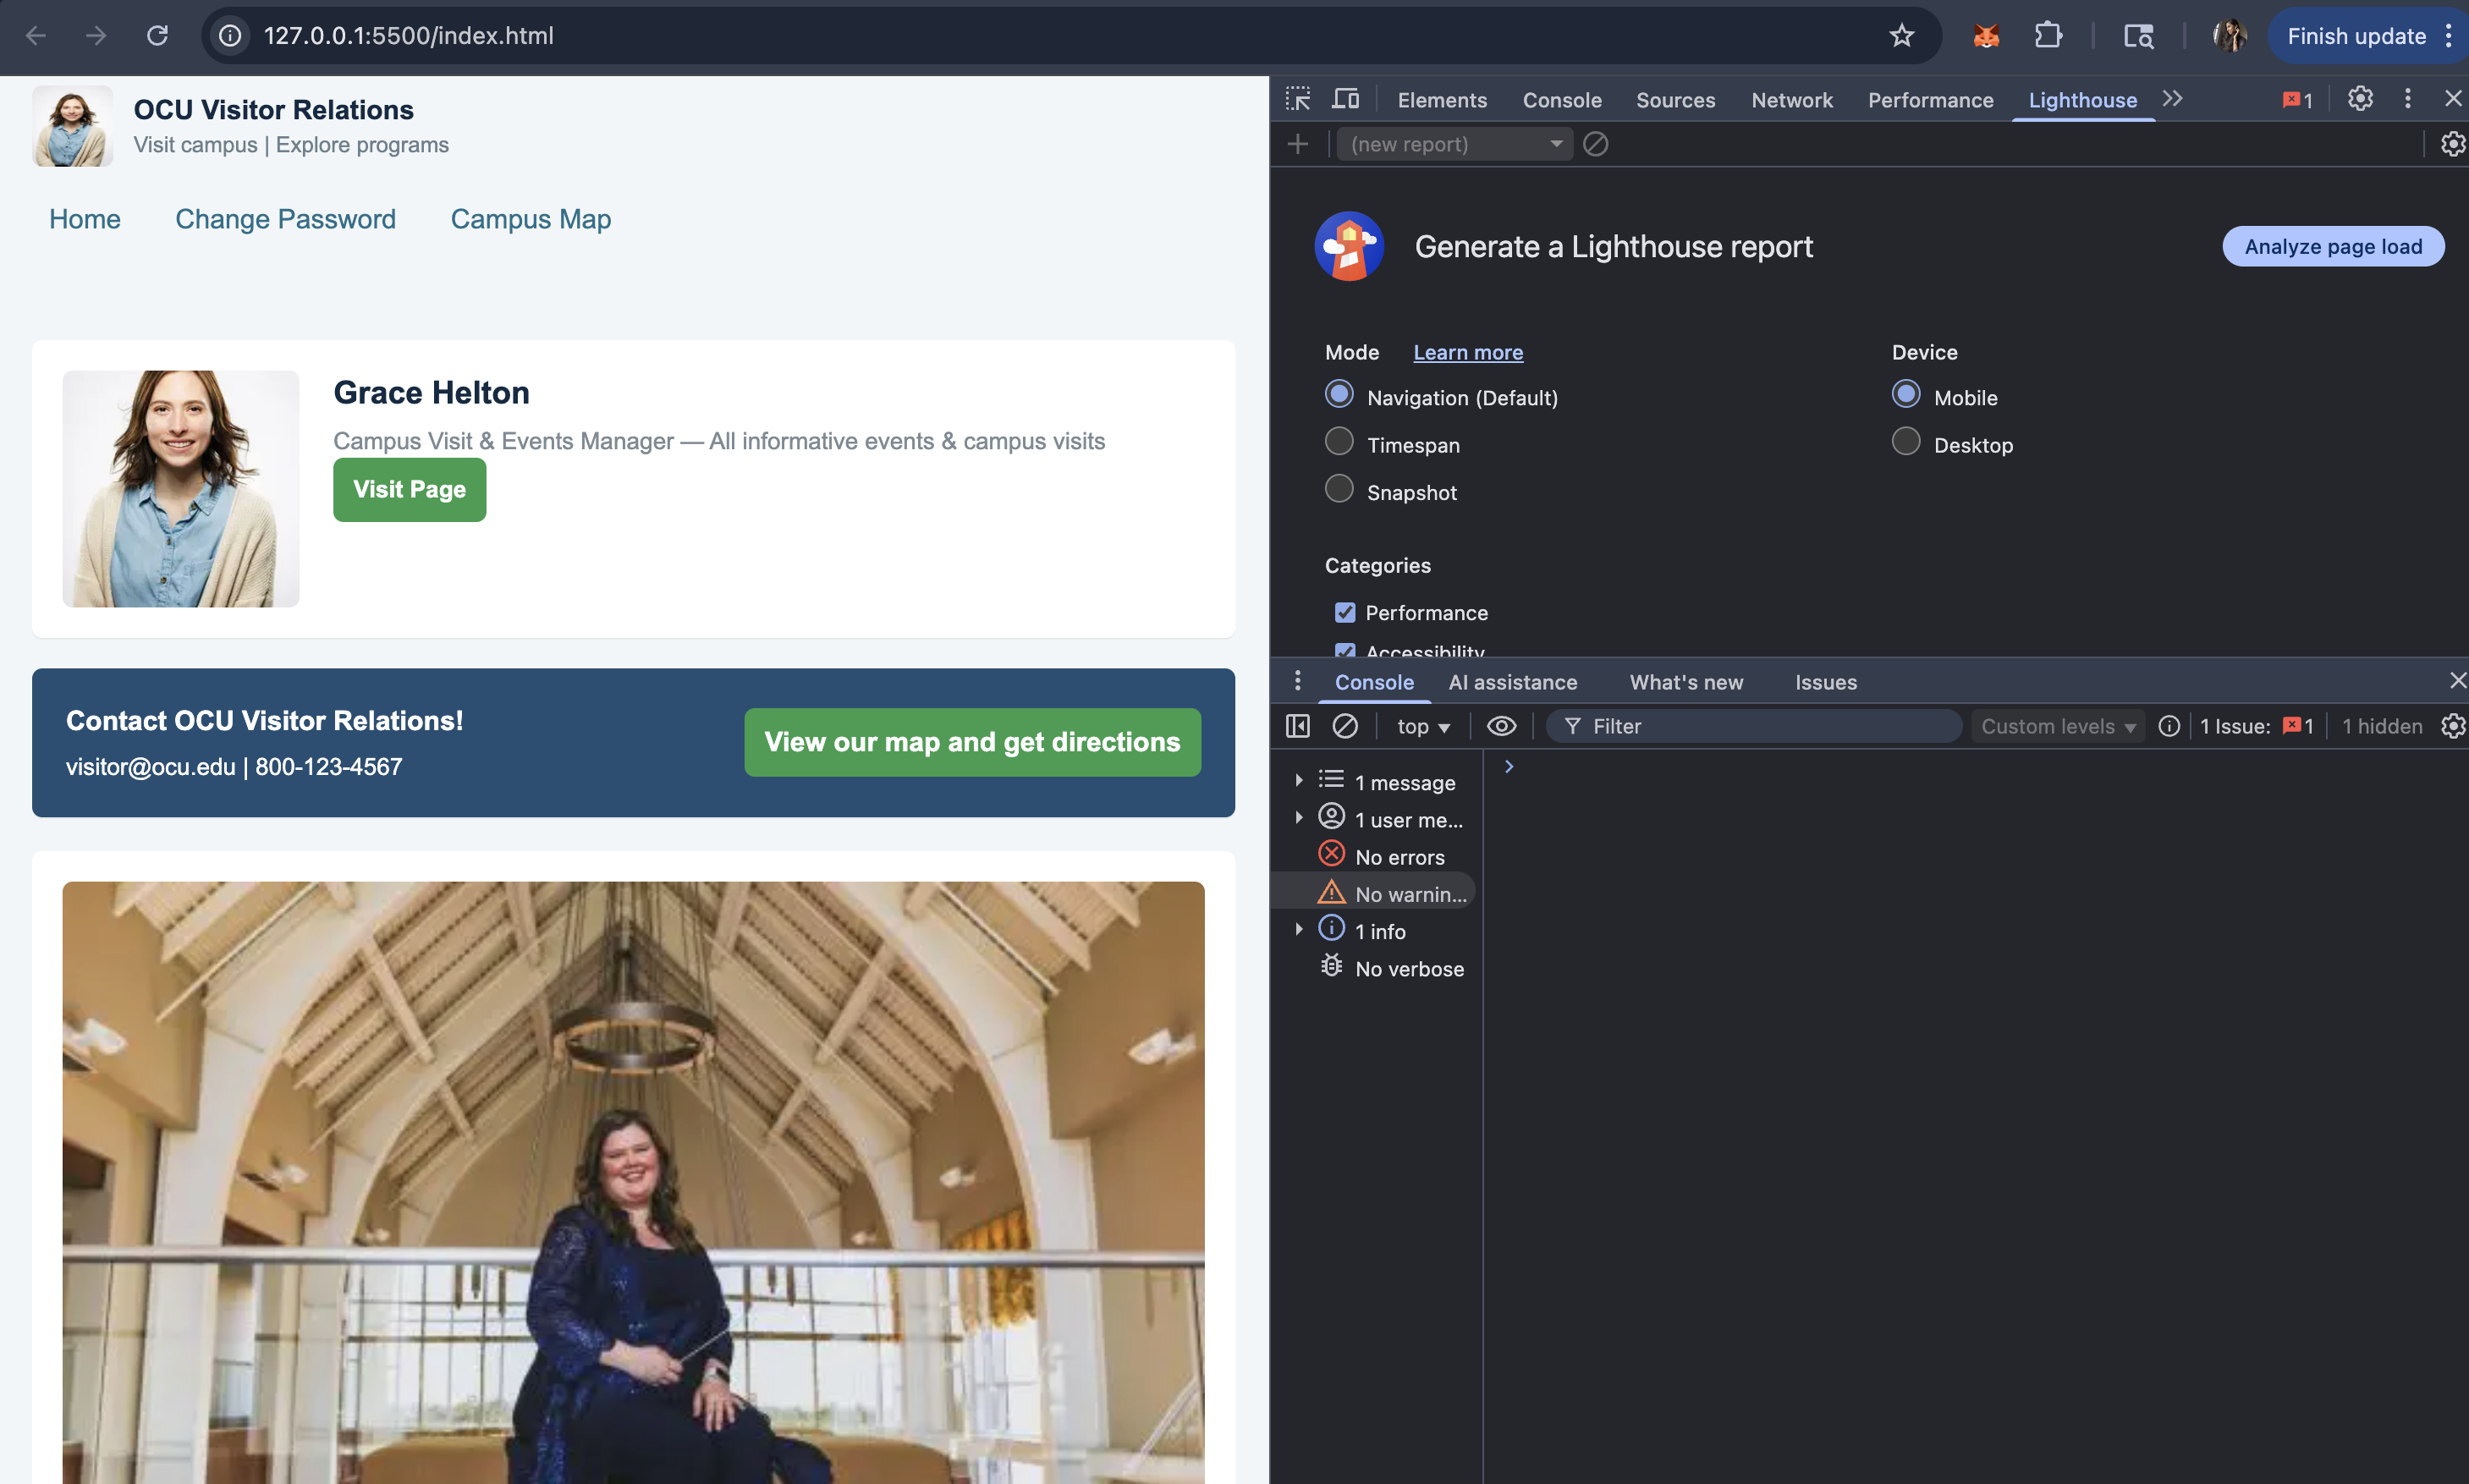 127.0.0.1:5500/index.html
Finish update
OCU Visitor Relations
Visit campus | Explore programs
Home Change Password Campus Map
Grace Helton
Campus Visit & Events Manager — All informative events & campus visits
Visit Page
Contact OCU Visitor Relations!
visitor@ocu.edu | 800-123-4567
View our map and get directions
Elements Console Sources Network Performance Lighthouse 1
(new report)
Generate a Lighthouse report
Analyze page load
Mode Learn more Device
Navigation (Default) Mobile
Timespan Desktop
Snapshot
Categories
Performance
Accessibility
Console AI assistance What's new Issues
top Filter Custom levels 1 Issue: 1 1 hidden
1 message
1 user me...
No errors
No warnin...
1 info
No verbose